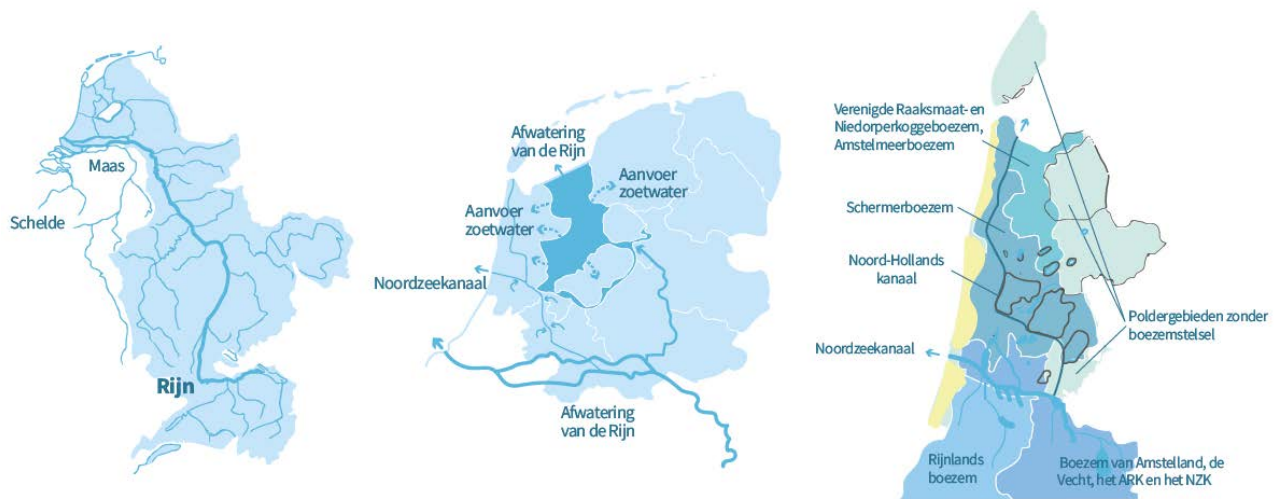 Maas
Schelde
Rijn
Afwatering
van de Rijn
Aanvoer
zoetwater
Aanvoer
zoetwater
Noordzeekanaal
Afwatering
van de Rijn
Verenigde Raaksmaat- en
Niedorperkoggeboezem,
Amstelmeerboezem
Schermerboezem
Noord-Hollands
kanaal
Poldergebieden zonder
boezemstelsel
Noordzeekanaal
Rijnlands
boezem
Boezem van Amstelland, de
Vecht, het ARK en het NZK